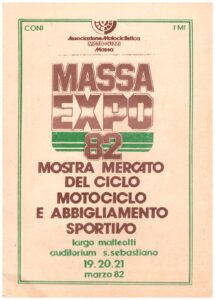 CONI FMI
Associazione Motociclistica
Massa
MASSA
EXPO
82
MOSTRA MERCATO
DEL CICLO
MOTOCICLO
E ABBIGLIAMENTO
SPORTIVO
largo matteotti
auditorium s.sebastiano
19.20.21
marzo 82